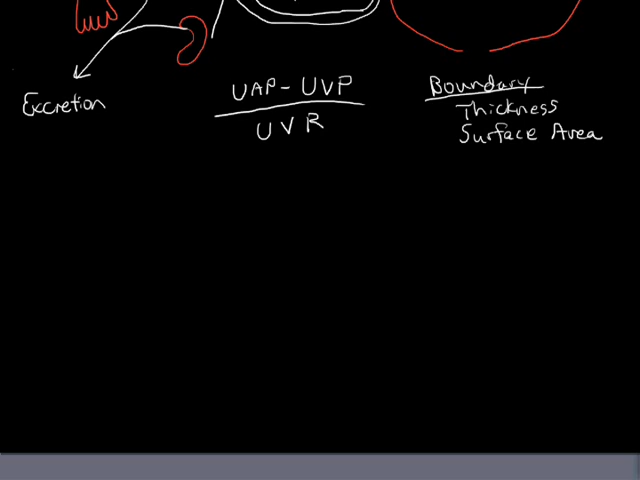 Excretion
UAP - UVP
UVR
Boundary
Thickness
Surface Area